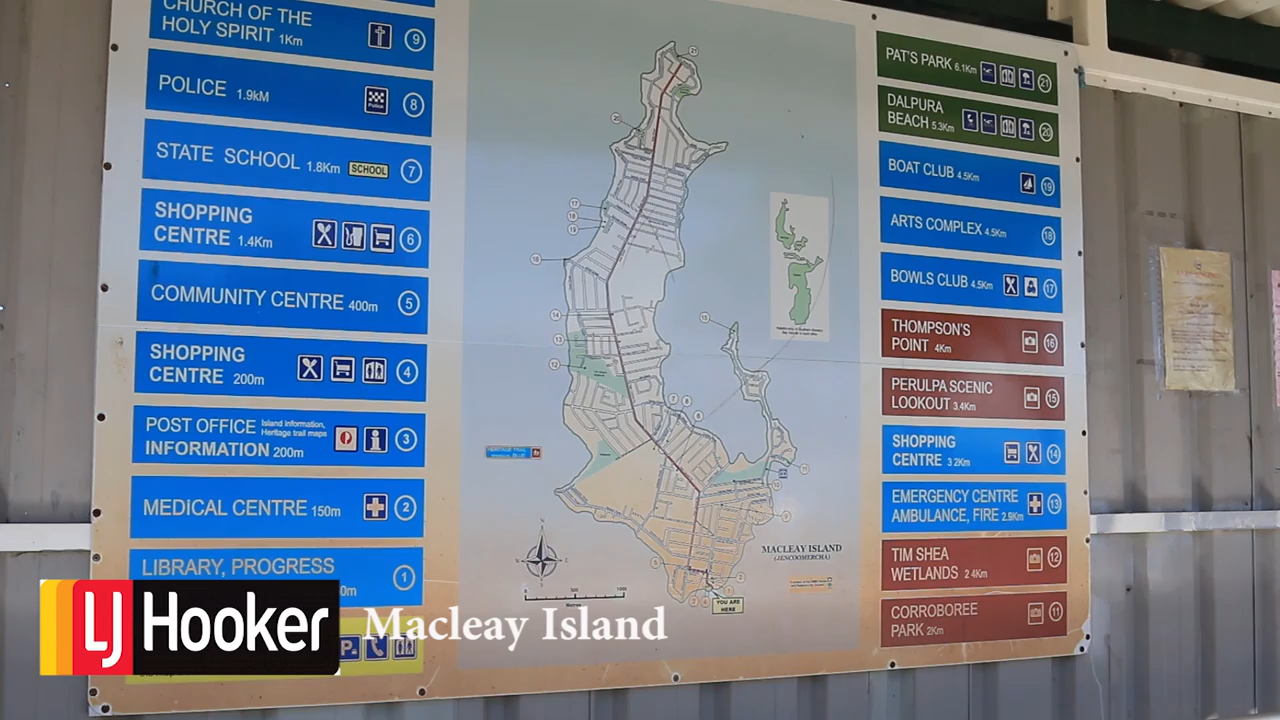 CHURCH OF THE
HOLY SPIRIT 1Km
9
POLICE 1.9kM
Police
8
STATE SCHOOL 1.8Km
SCHOOL
7
SHOPPING
CENTRE 1.4Km
6
COMMUNITY CENTRE 400m
5
SHOPPING
CENTRE 200m
4
POST OFFICE Island information,
Heritage trail maps
INFORMATION 200m
3
MEDICAL CENTRE 150m
2
LIBRARY, PROGRESS
0m
1
HERITAGE TRAIL
MACLEAY ISLAND
(JENCOOMERCHA)
YOU ARE
HERE
PAT'S PARK 6.1Km
21
DALPURA
BEACH 5.3Km
20
BOAT CLUB 4.5Km
19
ARTS COMPLEX 4.5Km
18
BOWLS CLUB 4.5Km
17
THOMPSON'S
POINT 4Km
16
PERULPA SCENIC
LOOKOUT 3.4Km
15
SHOPPING
CENTRE 3 2Km
14
EMERGENCY CENTRE
AMBULANCE, FIRE 2.9Km
13
TIM SHEA
WETLANDS 2 4Km
12
CORROBOREE
PARK 2Km
11
LJ Hooker
Macleay Island